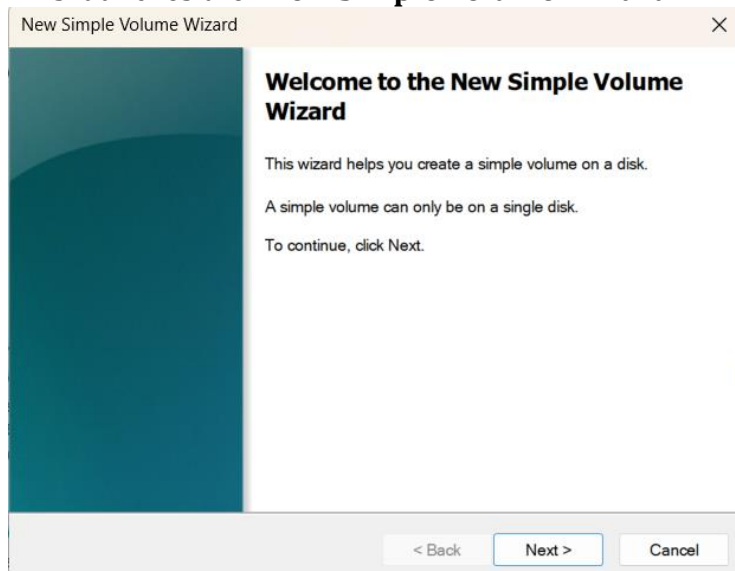 New Simple Volume Wizard
Welcome to the New Simple Volume
Wizard
This wizard helps you create a simple volume on a disk.
A simple volume can only be on a single disk.
To continue, click Next.
< Back
Next >
Cancel